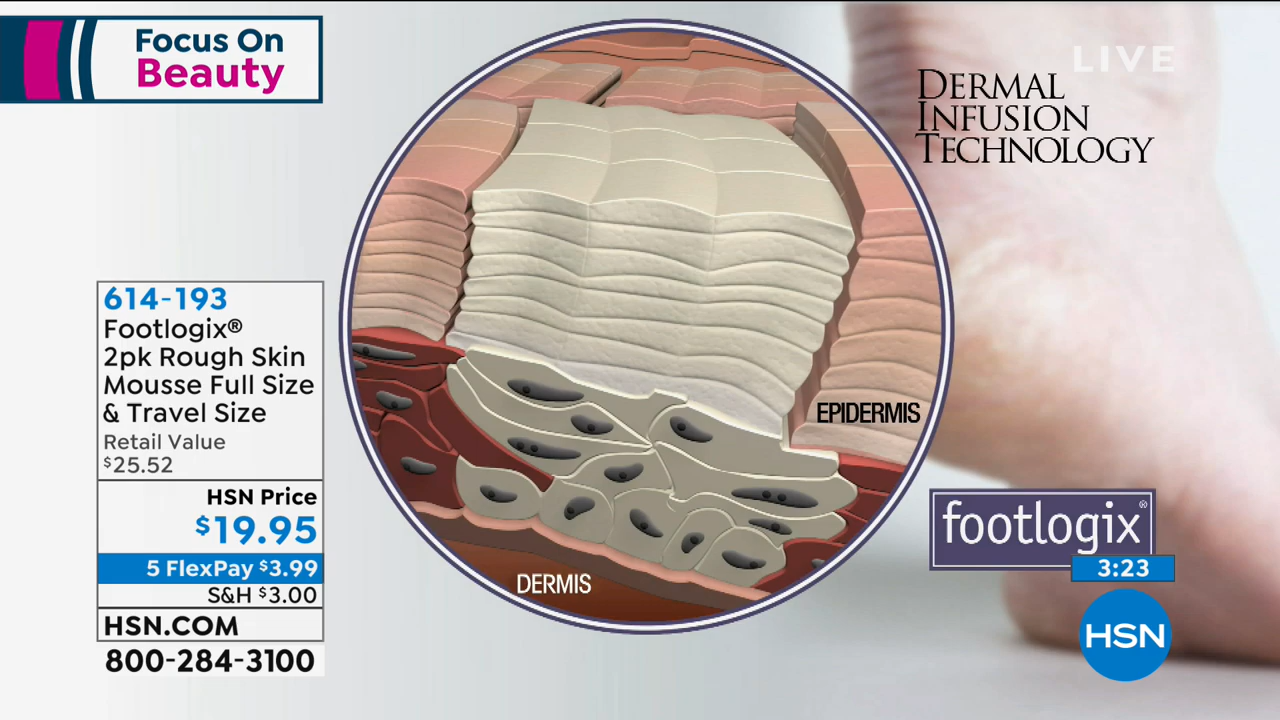 Focus On
Beauty
LIVE
DERMAL
INFUSION
TECHNOLOGY
614-193
Footlogix®
2pk Rough Skin
Mousse Full Size
& Travel Size
Retail Value
$25.52
HSN Price
$19.95
5 FlexPay $3.99
S&H $3.00
HSN.COM
800-284-3100
EPIDERMIS
DERMIS
footlogix®
3:23
HSN